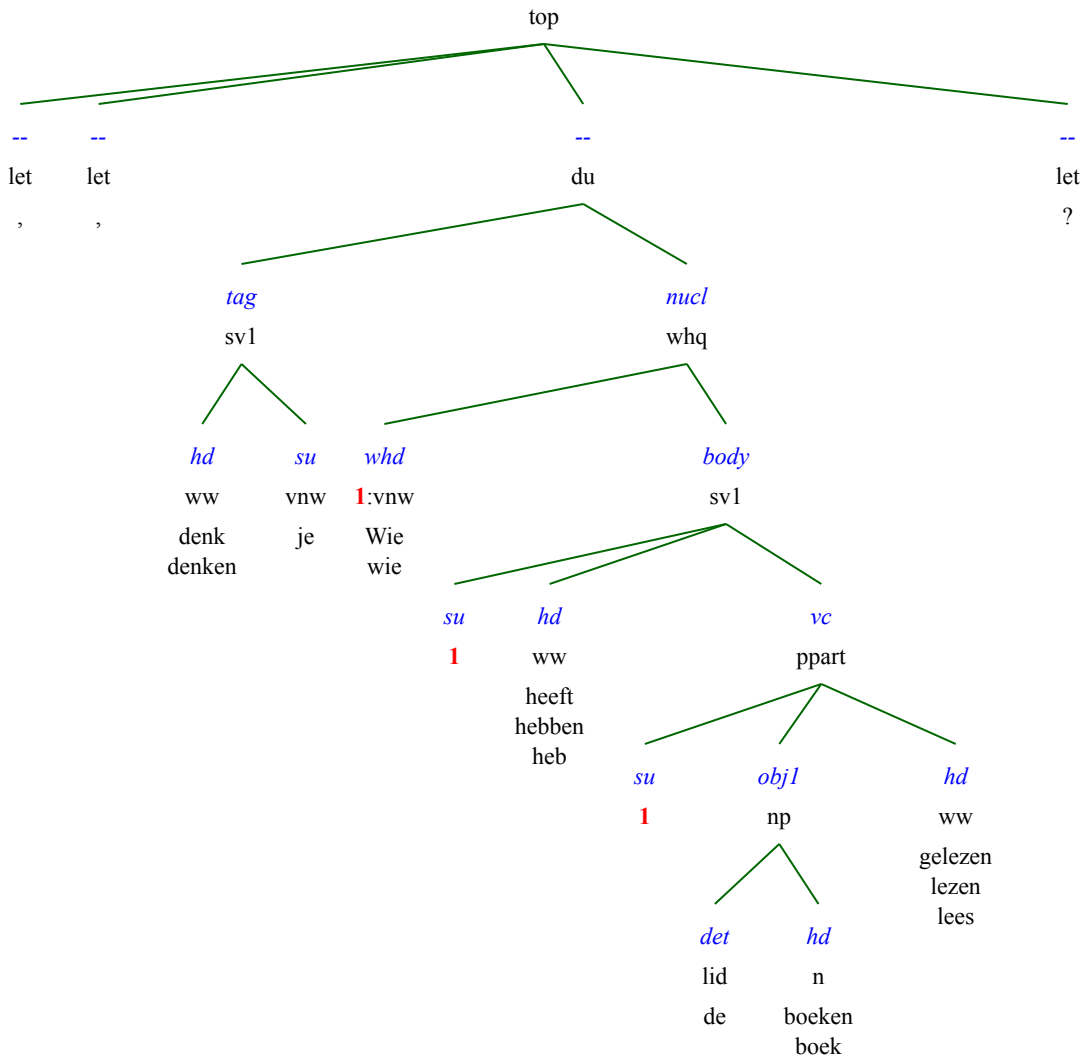 top
-- -- -- --
let let du let
, , ?
tag nucl
sv1 whq
hd su whd body
ww vnw 1:vnw sv1
denk je Wie
denken wie
su hd vc
1 ww ppart
heeft
hebben
heb
su obj1 hd
1 np ww
gelezen
lezen
lees
det hd
lid n
de boeken
boek